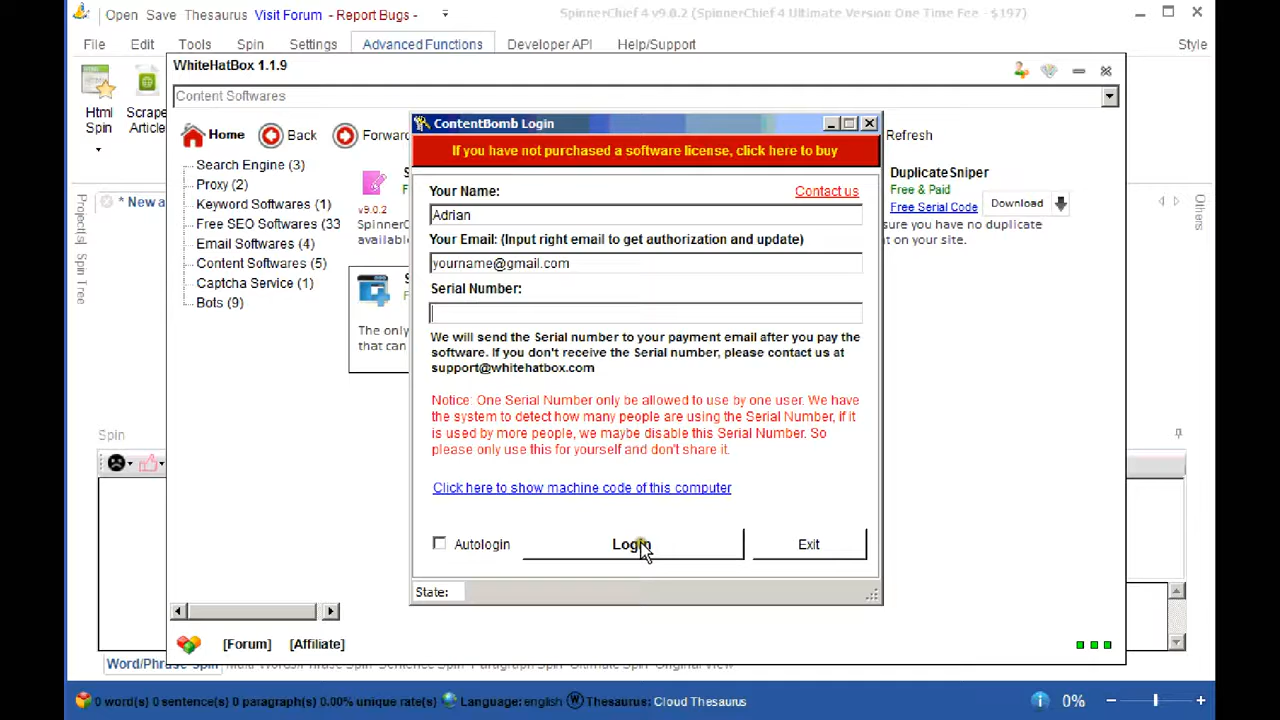 Open Save Thesaurus Visit Forum - Report Bugs -
SpinnerChief 4 v9.0.2 (SpinnerChief 4 Ultimate Version One Time Fee - $197)
File Edit Tools Spin Settings Advanced Functions Developer API Help/Support Style
Html
Spin
Scrape
Article
WhiteHatBox 1.1.9
Content Softwares
Home Back Forward Refresh
Search Engine (3)
Proxy (2)
Keyword Softwares (1)
Free SEO Softwares (33
Email Softwares (4)
Content Softwares (5)
Captcha Service (1)
Bots (9)
v9.0.2
Spinner
available
The only
that can
DuplicateSniper
Free & Paid
Free Serial Code
Download
sure you have no duplicate
t on your site.
ContentBomb Login
If you have not purchased a software license, click here to buy
Your Name:
Contact us
Adrian
Your Email: (Input right email to get authorization and update)
yourname@gmail.com
Serial Number:
We will send the Serial number to your payment email after you pay the
software. If you don't receive the Serial number, please contact us at
support@whitehatbox.com
Notice: One Serial Number only be allowed to use by one user. We have
the system to detect how many people are using the Serial Number, if it
is used by more people, we maybe disable this Serial Number. So
please only use this for yourself and don't share it.
Click here to show machine code of this computer
Autologin
Login
Exit
State:
[Forum] [Affiliate]
Project(s)
Spin Tree
* New a
Others
Spin
Word/Phrase Spin
0 word(s) 0 sentence(s) 0 paragraph(s) 0.00% unique rate(s) Language: english Thesaurus: Cloud Thesaurus
0%